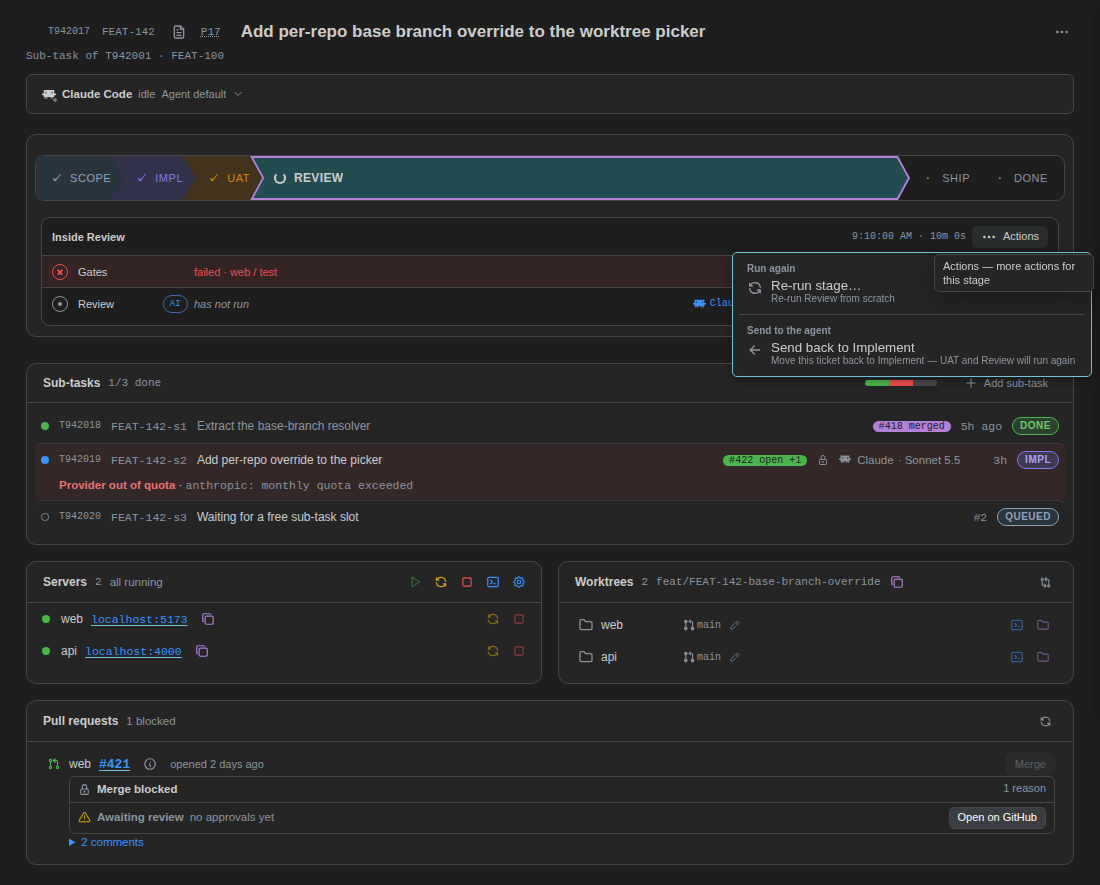 T942017 FEAT-142 P17 Add per-repo base branch override to the worktree picker
Sub-task of T942001 · FEAT-100
Claude Code idle Agent default
SCOPE IMPL UAT REVIEW SHIP DONE
Inside Review 9:10:00 AM · 10m 0s Actions
Gates failed · web / test
Review AI has not run Clau
Run again
Re-run stage…
Re-run Review from scratch
Actions — more actions for
this stage
Send to the agent
Send back to Implement
Move this ticket back to Implement — UAT and Review will run again
Sub-tasks 1/3 done Add sub-task
T942018 FEAT-142-s1 Extract the base-branch resolver #418 merged 5h ago DONE
T942019 FEAT-142-s2 Add per-repo override to the picker #422 open +1 Claude · Sonnet 5.5 3h IMPL
Provider out of quota · anthropic: monthly quota exceeded
T942020 FEAT-142-s3 Waiting for a free sub-task slot #2 QUEUED
Servers 2 all running
web localhost:5173
api localhost:4000
Worktrees 2 feat/FEAT-142-base-branch-override
web main
api main
Pull requests 1 blocked
web #421 opened 2 days ago Merge
Merge blocked 1 reason
Awaiting review no approvals yet Open on GitHub
2 comments